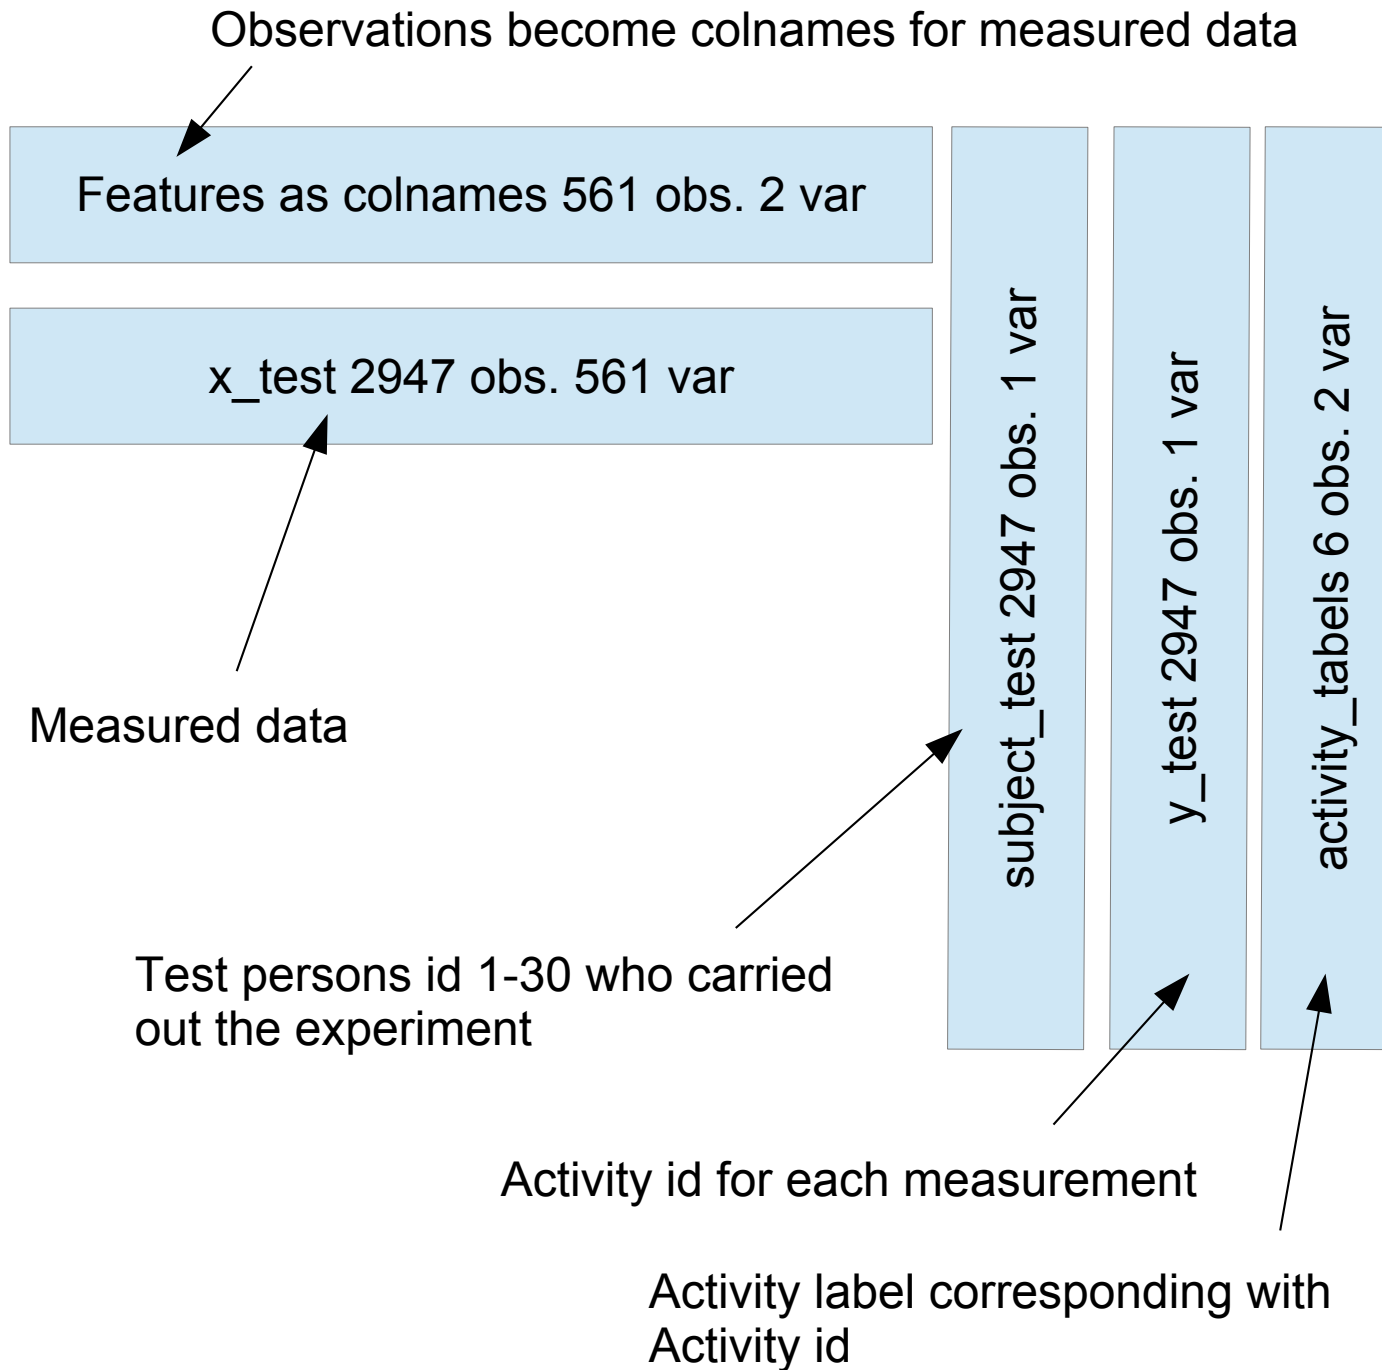 Observations become colnames for measured data
Features as colnames 561 obs. 2 var
x_test 2947 obs. 561 var
subject_test 2947 obs. 1 var
y_test 2947 obs. 1 var
activity_tabels 6 obs. 2 var
Measured data
Test persons id 1-30 who carried
out the experiment
Activity id for each measurement
Activity label corresponding with
Activity id